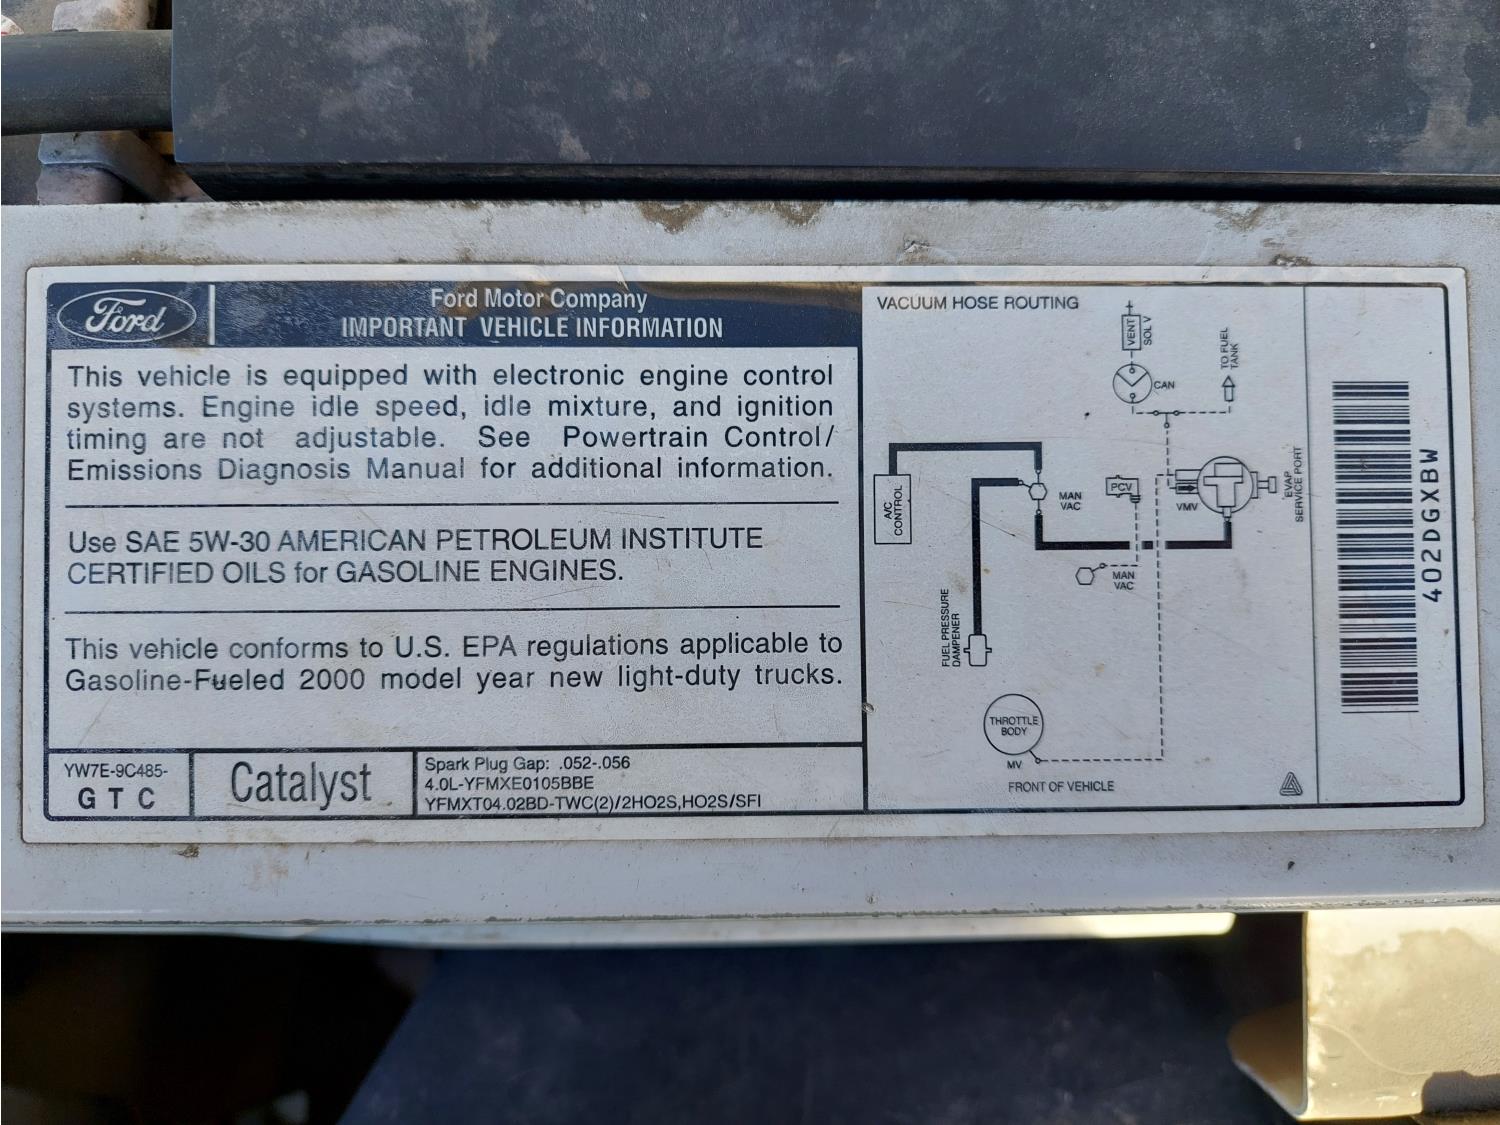 Ford
Ford Motor Company
IMPORTANT VEHICLE INFORMATION
This vehicle is equipped with electronic engine control
systems. Engine idle speed, idle mixture, and ignition
timing are not adjustable. See Powertrain Control/
Emissions Diagnosis Manual for additional information.
Use SAE 5W-30 AMERICAN PETROLEUM INSTITUTE
CERTIFIED OILS for GASOLINE ENGINES.
This vehicle conforms to U.S. EPA regulations applicable to
Gasoline-Fueled 2000 model year new light-duty trucks.
YW7E-9C485-
GTC
Catalyst
Spark Plug Gap: .052-.056
4.0L-YFMXE0105BBE
YFMXT04.02BD-TWC(2)/2HO2S,HO2S/SFI
VACUUM HOSE ROUTING
VENT
SOL V
CAN
TO FUEL
TANK
A/C
CONTROL
MAN
VAC
PCV
VMV
EVAP
SERVICE PORT
MAN
VAC
FUEL PRESSURE
DAMPENER
THROTTLE
BODY
MV
FRONT OF VEHICLE
402DGXBW